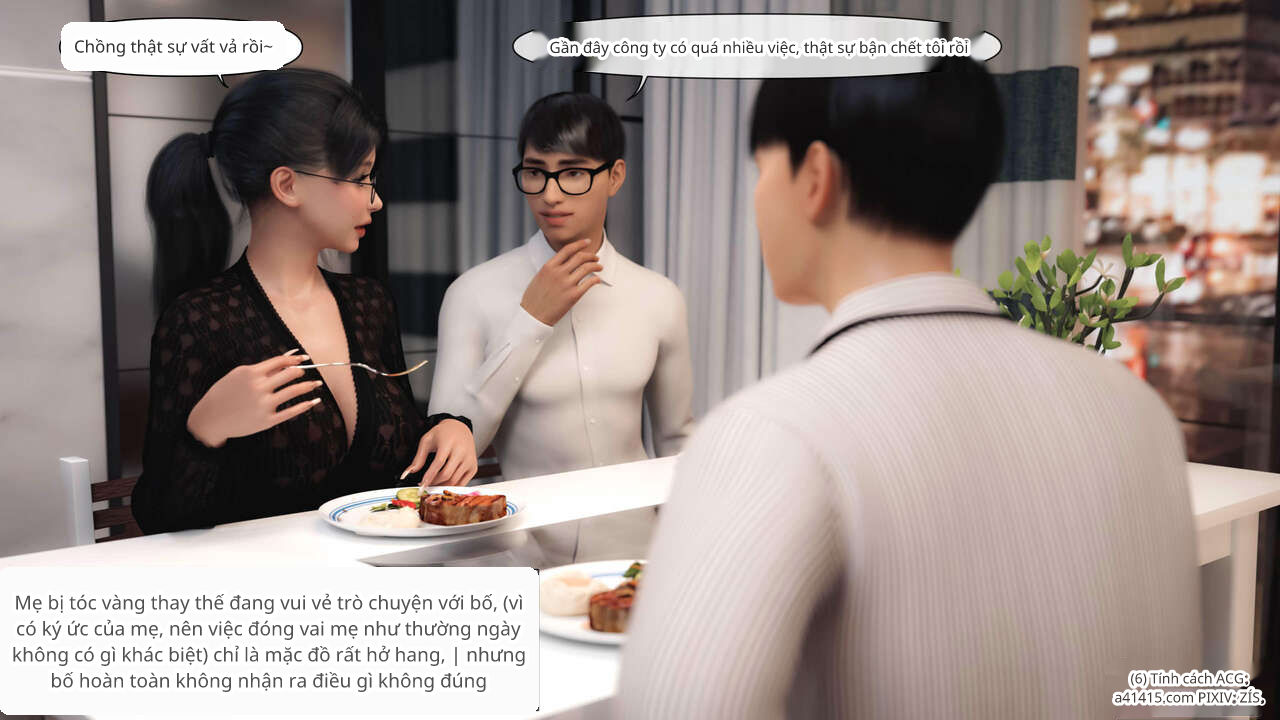 Chồng thật sự vất vả rồi~
Gần đây công ty có quá nhiều việc, thật sự bận chết tôi rồi
Mẹ bị tóc vàng thay thế đang vui vẻ trò chuyện với bố, (vì
có ký ức của mẹ, nên việc đóng vai mẹ như thường ngày
không có gì khác biệt) chỉ là mặc đồ rất hở hang, | nhưng
bố hoàn toàn không nhận ra điều gì không đúng
(6) Tính cách ACG;
a41415.com PIXIV; ZÍS,